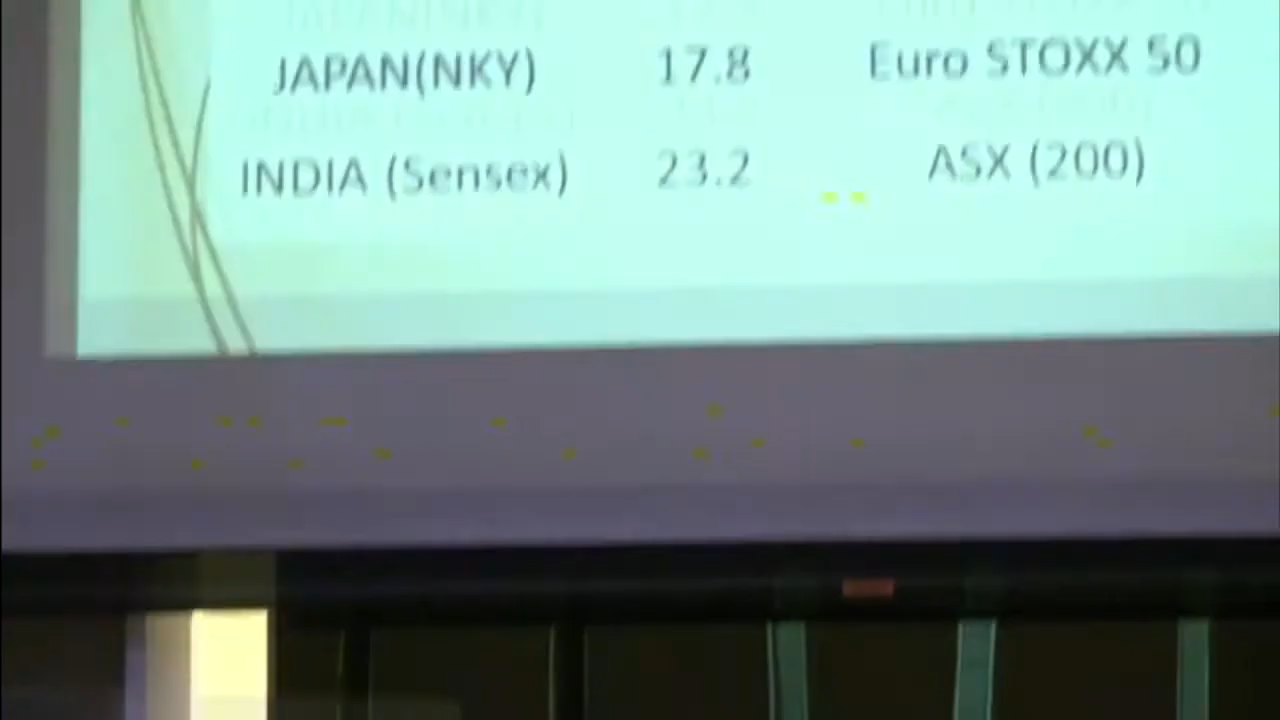 JAPAN(NKY) 17.8 Euro STOXX 50
INDIA (Sensex) 23.2 ASX (200)